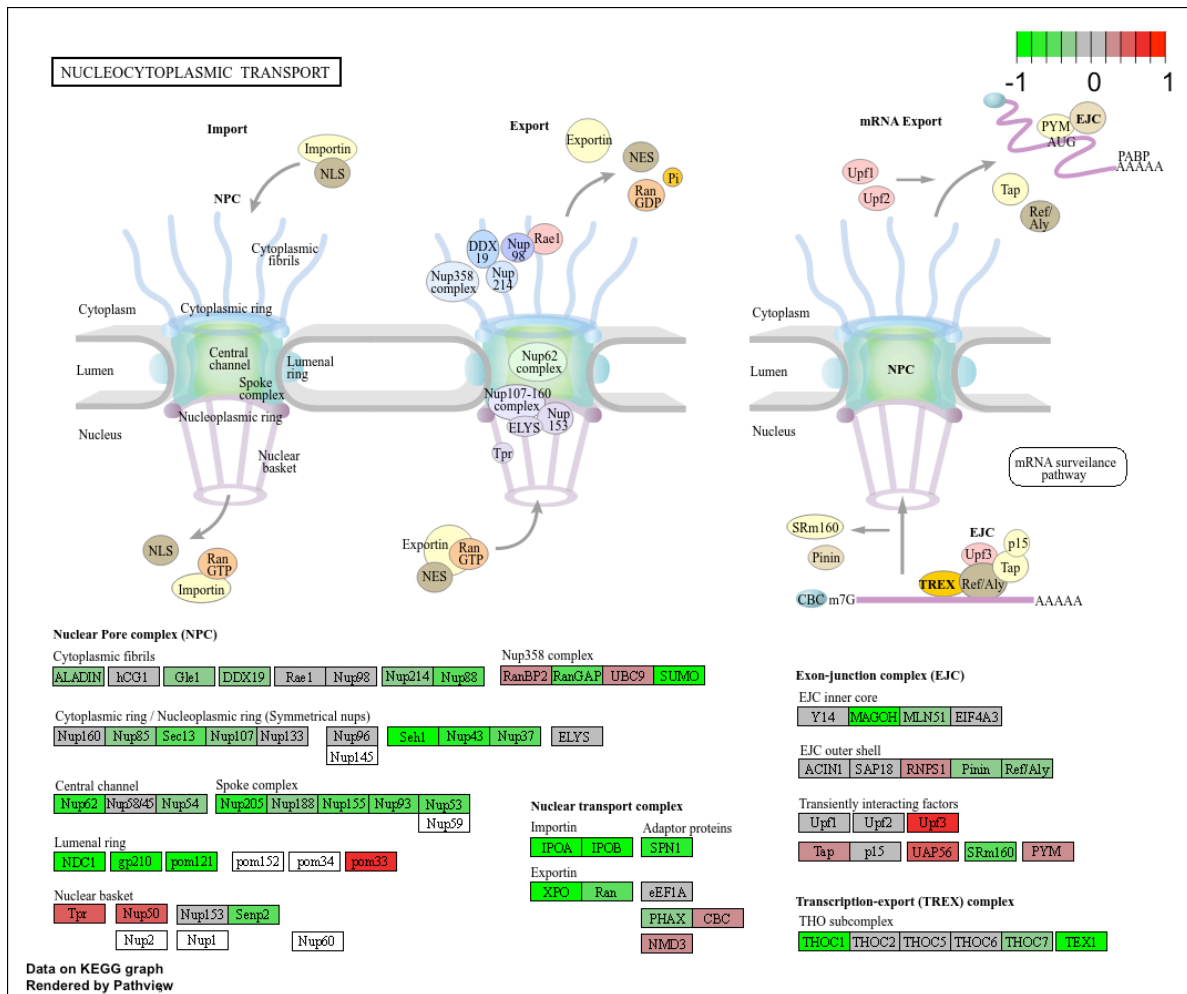 NUCLEOCYTOPLASMIC TRANSPORT
-1 0 1
Import
Importin
NLS
NPC
Cytoplasmic
fibrils
Cytoplasm
Cytoplasmic ring
Central
channel
Lumenal
ring
Lumen
Spoke
complex
Nucleoplasmic ring
Nucleus
Nuclear
basket
NLS
Ran
GTP
Importin
Export
Exportin
NES
Pi
Ran
GDP
DDX
19
Nup
98
Rae1
Nup358
complex
Nup
214
Nup62
complex
Nup107-160
complex
Nup
153
ELYS
Tpr
Exportin
Ran
GTP
NES
mRNA Export
PYM
EJC
AUG
PABP
AAAAA
Upf1
Upf2
Tap
Ref/
Aly
Cytoplasm
Lumen
NPC
Nucleus
mRNA surveilance
pathway
SRm160
Pinin
EJC
p15
Upf3
Tap
TREX
Ref/Aly
CBC
m7G
AAAAA
Nuclear Pore complex (NPC)
Cytoplasmic fibrils
ALADIN hCG1 Gle1 DDX19 Rae1 Nup98 Nup214 Nup88
Nup358 complex
RanBP2 RanGAP UBC9 SUMO
Cytoplasmic ring / Nucleoplasmic ring (Symmetrical nups)
Nup160 Nup85 Sec13 Nup107 Nup133 Nup96 Seh1 Nup43 Nup37 ELYS
Nup145
Central channel
Nup62 Nup58/45 Nup54
Spoke complex
Nup205 Nup188 Nup155 Nup93 Nup53
Nup59
Lumenal ring
NDC1 gp210 pom121 pom152 pom34 pom33
Nuclear basket
Tpr Nup50 Nup153 Senp2
Nup2 Nup1 Nup60
Nuclear transport complex
Importin
IPOA IPOB
Adaptor proteins
SPN1
Exportin
XPO Ran
eEF1A
PHAX CBC
NMD3
Exon-junction complex (EJC)
EJC inner core
Y14 MAGOH MLN51 EIF4A3
EJC outer shell
ACIN1 SAP18 RNPS1 Pinin Ref/Aly
Transiently interacting factors
Upf1 Upf2 Upf3
Tap p15 UAP56 SRm160 PYM
Transcription-export (TREX) complex
THO subcomplex
THOC1 THOC2 THOC5 THOC6 THOC7 TEX1
Data on KEGG graph
Rendered by Pathview